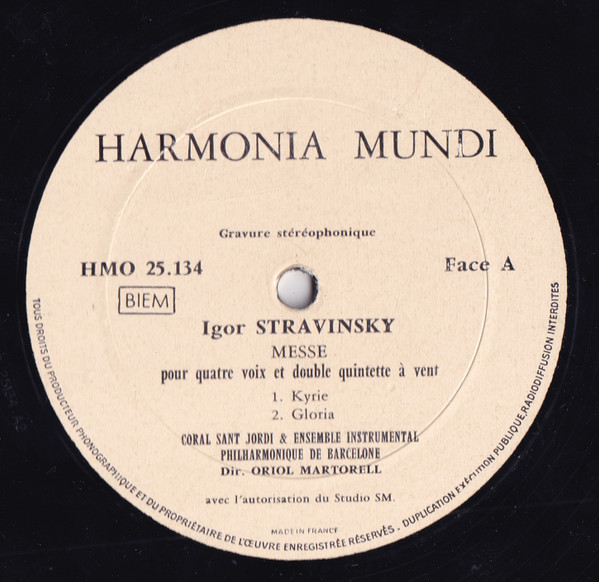 HARMONIA MUNDI
Gravure stéréophonique
HMO 25.134
Face A
BIEM
Igor STRAVINSKY
MESSE
pour quatre voix et double quintette à vent
1. Kyrie
2. Gloria
CORAL SANT JORDI & ENSEMBLE INSTRUMENTAL
PHILHARMONIQUE DE BARCELONE
Dir. ORIOL MARTORELL
avec l'autorisation du Studio SM.
MADE IN FRANCE
TOUS DROITS DU PRODUCTEUR PHONOGRAPHIQUE ET DU PROPRIÉTAIRE DE L'ŒUVRE ENREGISTRÉE RÉSERVÉS - DUPLICATION EXÉCUTION PUBLIQUE, RADIODIFFUSION INTERDITES